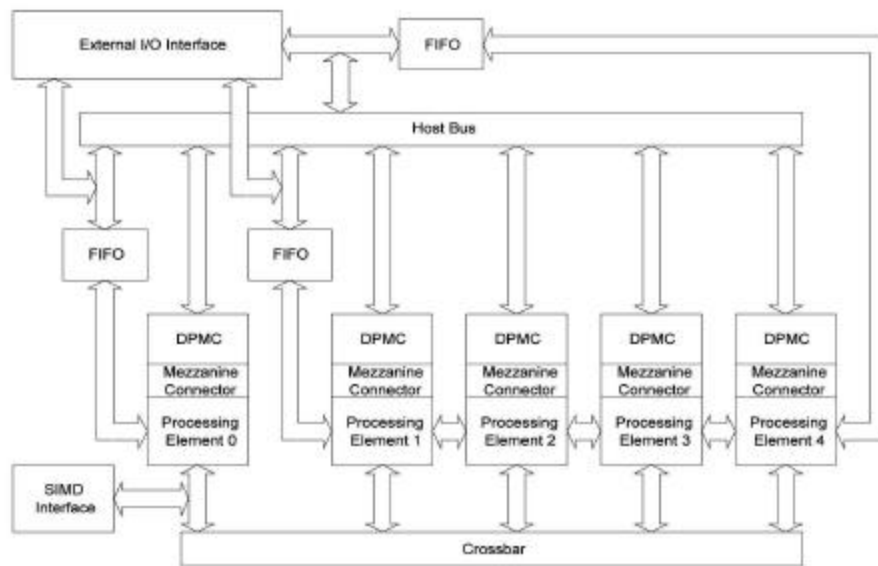 External I/O Interface
FIFO
Host Bus
FIFO
FIFO
DPMC
Mezzanine
Connector
Processing
Element 0
DPMC
Mezzanine
Connector
Processing
Element 1
DPMC
Mezzanine
Connector
Processing
Element 2
DPMC
Mezzanine
Connector
Processing
Element 3
DPMC
Mezzanine
Connector
Processing
Element 4
SIMD
Interface
Crossbar